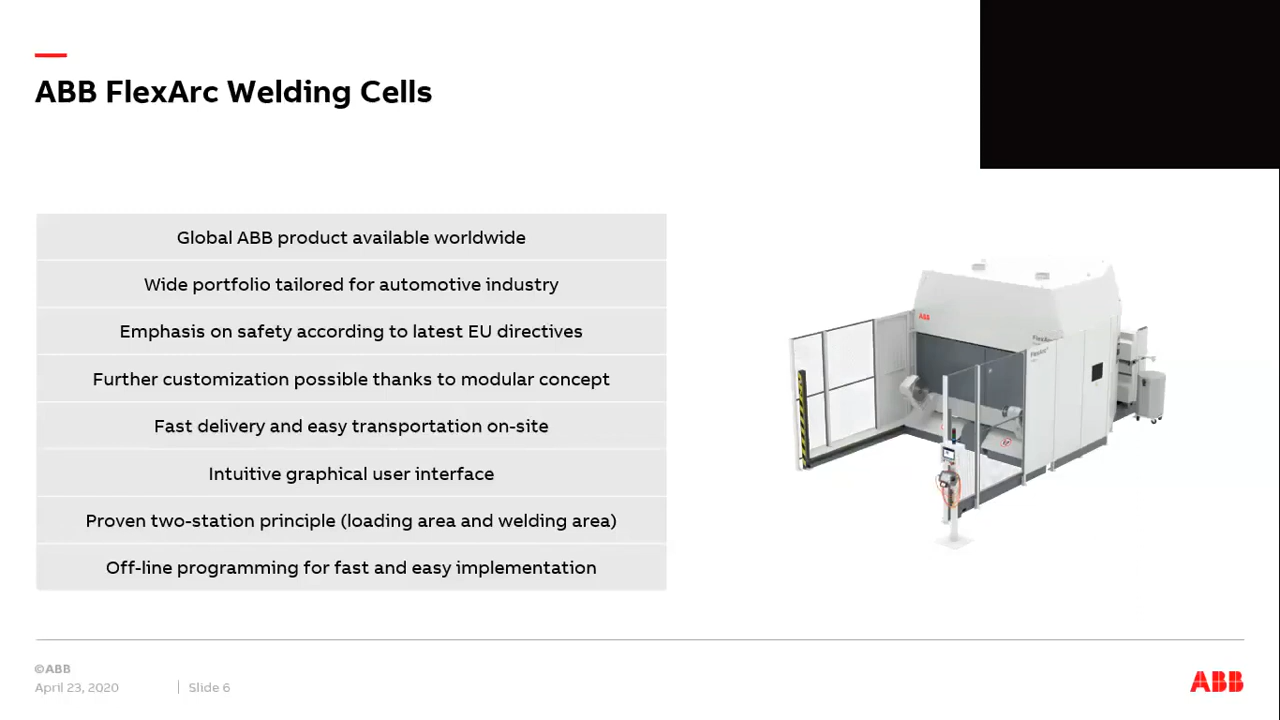 ABB FlexArc Welding Cells
Global ABB product available worldwide
Wide portfolio tailored for automotive industry
Emphasis on safety according to latest EU directives
Further customization possible thanks to modular concept
Fast delivery and easy transportation on-site
Intuitive graphical user interface
Proven two-station principle (loading area and welding area)
Off-line programming for fast and easy implementation
ABB
FlexArc
FlexArc
©ABB
April 23, 2020 | Slide 6
ABB